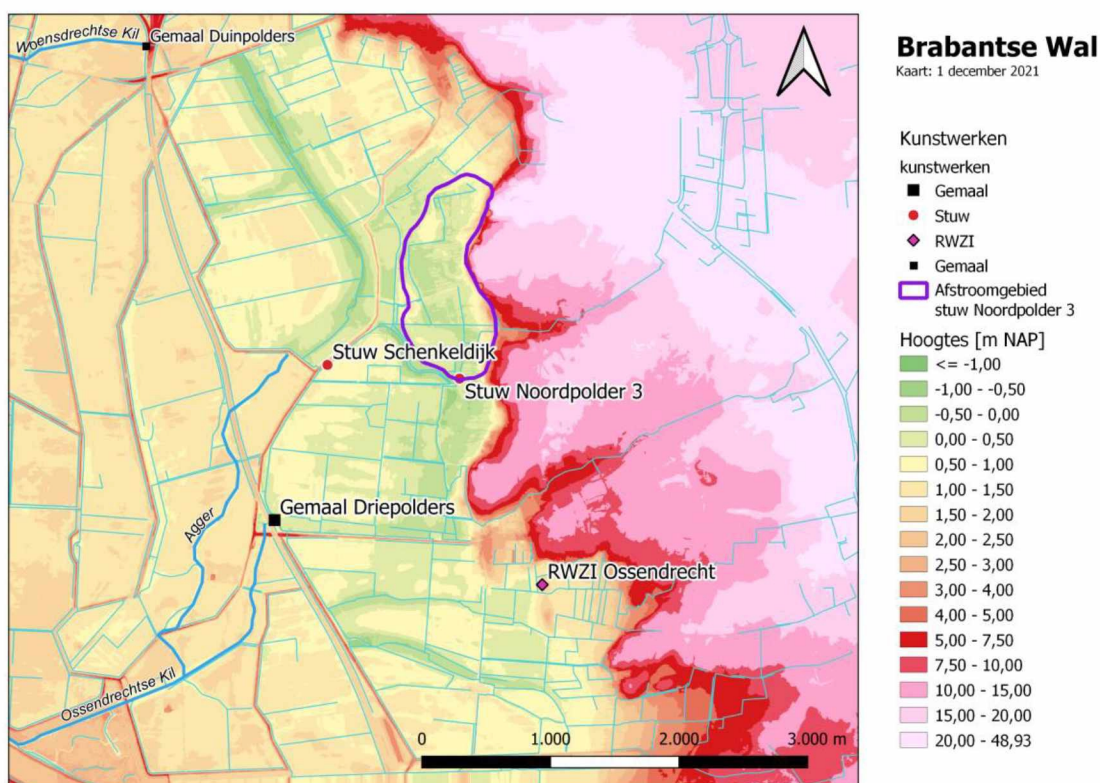 Woensdrechtse Kil
Gemaal Duinpolders
Stuw Schenkeldijk
Stuw Noordpolder 3
Gemaal Driepolders
Agger
RWZI Ossendrecht
Ossendrechtse Kil
0 1.000 2.000 3.000 m
Brabantse Wal
Kaart: 1 december 2021
Kunstwerken
kunstwerken
Gemaal
Stuw
RWZI
Gemaal
Afstroomgebied
stuw Noordpolder 3
Hoogtes [m NAP]
<= -1,00
-1,00 - -0,50
-0,50 - 0,00
0,00 - 0,50
0,50 - 1,00
1,00 - 1,50
1,50 - 2,00
2,00 - 2,50
2,50 - 3,00
3,00 - 4,00
4,00 - 5,00
5,00 - 7,50
7,50 - 10,00
10,00 - 15,00
15,00 - 20,00
20,00 - 48,93